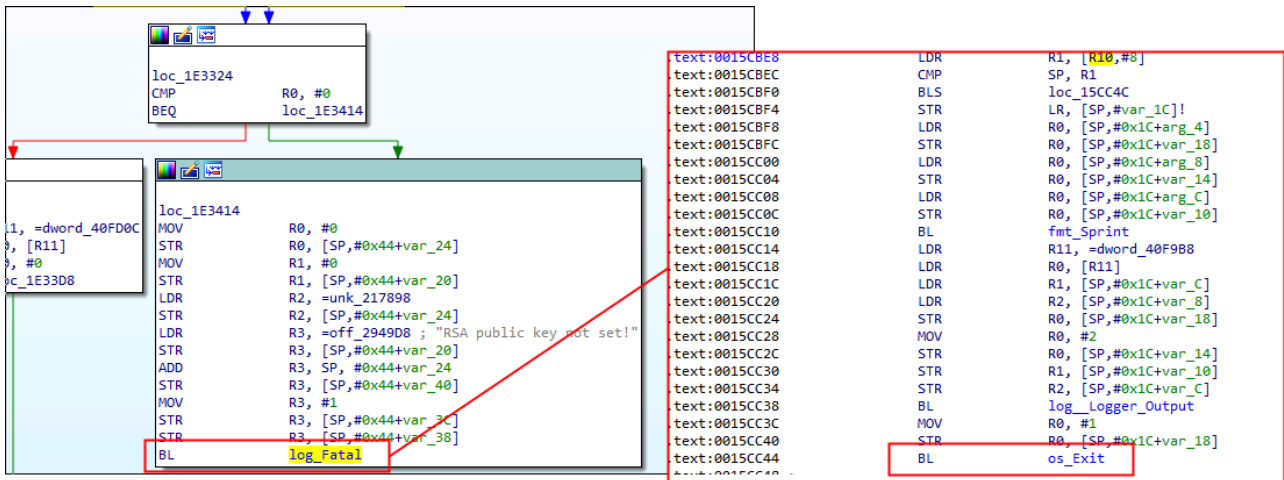 loc_1E3324
CMP R0, #0
BEQ loc_1E3414
11, =dword_40FD0C
, [R11]
, #0
c_1E33D8
loc_1E3414
MOV R0, #0
STR R0, [SP,#0x44+var_24]
MOV R1, #0
STR R1, [SP,#0x44+var_20]
LDR R2, =unk_217898
STR R2, [SP,#0x44+var_24]
LDR R3, =off_2949D8 ; "RSA public key not set!"
STR R3, [SP,#0x44+var_20]
ADD R3, SP, #0x44+var_24
STR R3, [SP,#0x44+var_40]
MOV R3, #1
STR R3, [SP,#0x44+var_3C]
STR R3, [SP,#0x44+var_38]
BL log_Fatal
.text:0015CBE8 LDR R1, [R10,#8]
.text:0015CBEC CMP SP, R1
.text:0015CBF0 BLS loc_15CC4C
.text:0015CBF4 STR LR, [SP,#var_1C]!
.text:0015CBF8 LDR R0, [SP,#0x1C+arg_4]
.text:0015CBFC STR R0, [SP,#0x1C+var_18]
.text:0015CC00 LDR R0, [SP,#0x1C+arg_8]
.text:0015CC04 STR R0, [SP,#0x1C+var_14]
.text:0015CC08 LDR R0, [SP,#0x1C+arg_C]
.text:0015CC0C STR R0, [SP,#0x1C+var_10]
.text:0015CC10 BL fmt_Sprint
.text:0015CC14 LDR R11, =dword_40F9B8
.text:0015CC18 LDR R0, [R11]
.text:0015CC1C LDR R1, [SP,#0x1C+var_C]
.text:0015CC20 LDR R2, [SP,#0x1C+var_8]
.text:0015CC24 STR R0, [SP,#0x1C+var_18]
.text:0015CC28 MOV R0, #2
.text:0015CC2C STR R0, [SP,#0x1C+var_14]
.text:0015CC30 STR R1, [SP,#0x1C+var_10]
.text:0015CC34 STR R2, [SP,#0x1C+var_C]
.text:0015CC38 BL log__Logger_Output
.text:0015CC3C MOV R0, #1
.text:0015CC40 STR R0, [SP,#0x1C+var_18]
.text:0015CC44 BL os_Exit